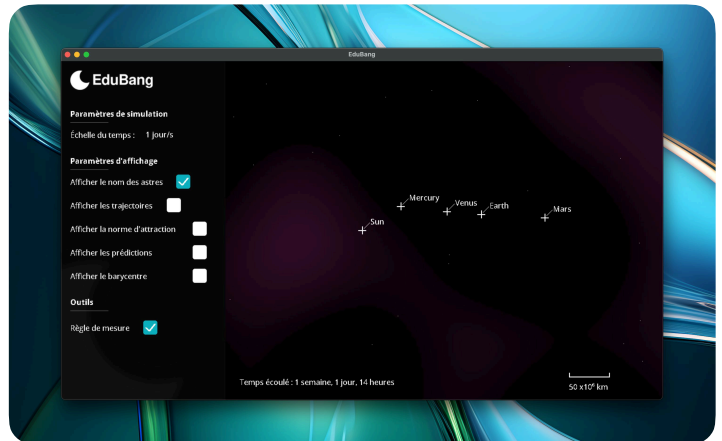 EduBang
EduBang
Paramètres de simulation
Échelle du temps : 1 jour/s
Paramètres d'affichage
Afficher le nom des astres
Afficher les trajectoires
Afficher la norme d'attraction
Afficher les prédictions
Afficher le barycentre
Outils
Règle de mesure
Mercury
Venus
Earth
Mars
Sun
Temps écoulé : 1 semaine, 1 jour, 14 heures
50 x10⁶ km